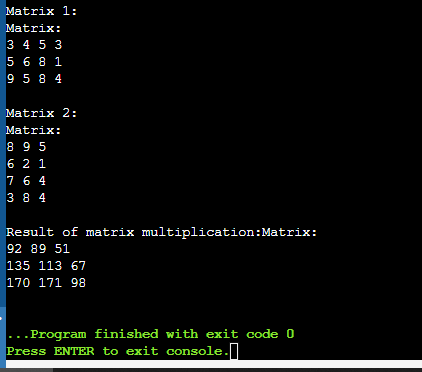 Matrix 1:
Matrix:
3 4 5 3
5 6 8 1
9 5 8 4
Matrix 2:
Matrix:
8 9 5
6 2 1
7 6 4
3 8 4
Result of matrix multiplication:Matrix:
92 89 51
135 113 67
170 171 98
...Program finished with exit code 0
Press ENTER to exit console.